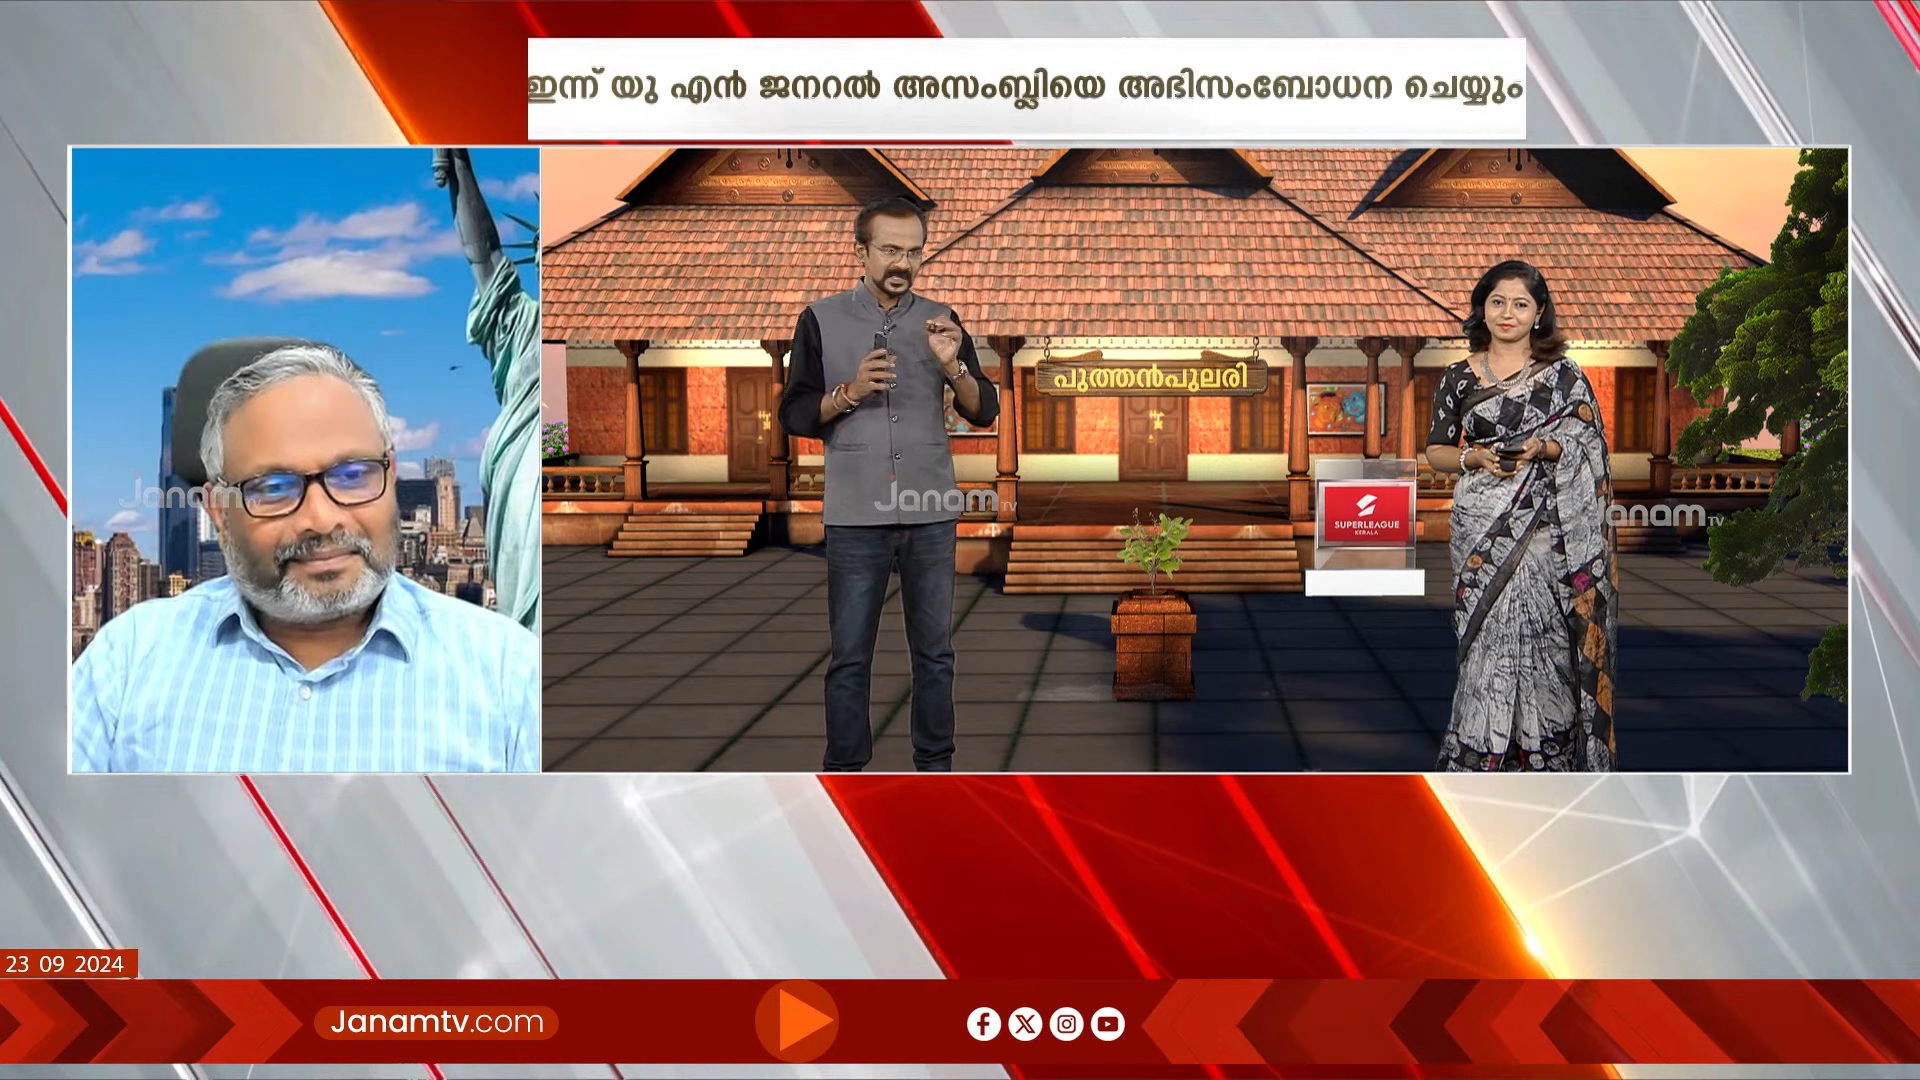 ഇന്ന് യു എൻ ജനറൽ അസംബ്ലിയെ അഭിസംബോധന ചെയ്യും
പുത്തൻപുലരി
Janam TV
Janam TV
Janam TV
SUPERLEAGUE
KERALA
23 09 2024
Janamtv.com